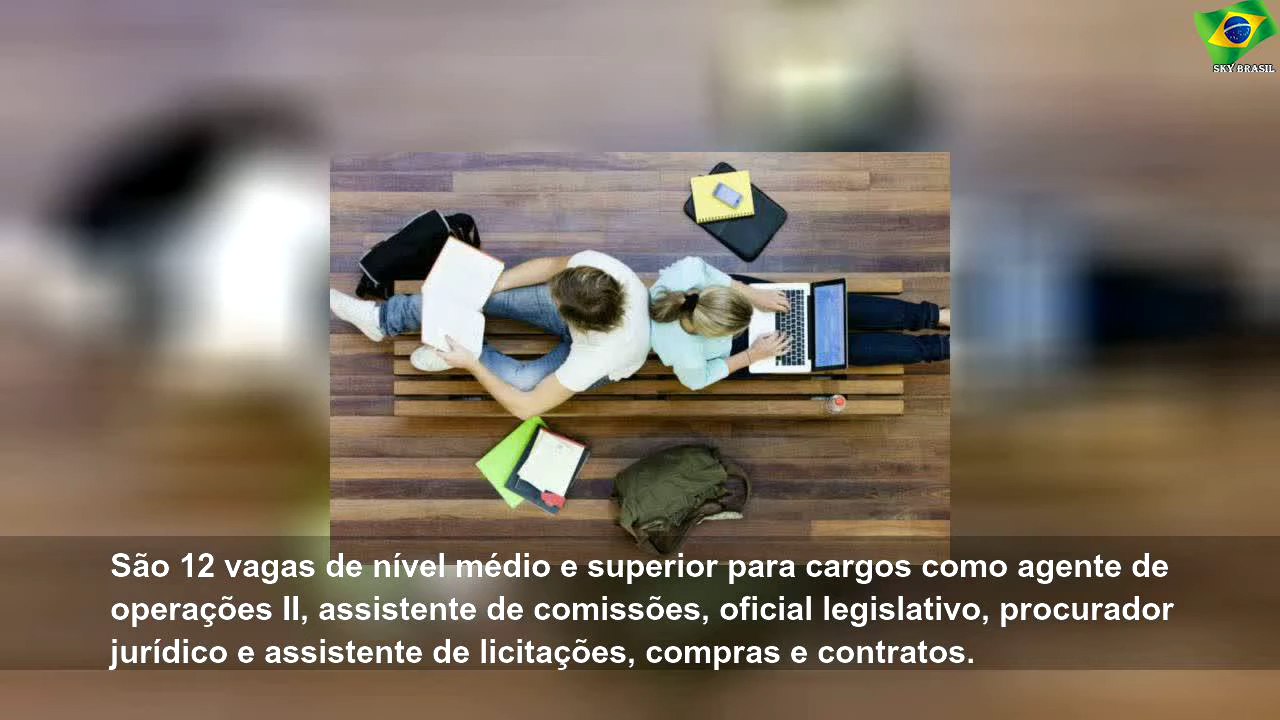 SKY BRASIL
São 12 vagas de nível médio e superior para cargos como agente de
operações II, assistente de comissões, oficial legislativo, procurador
jurídico e assistente de licitações, compras e contratos.